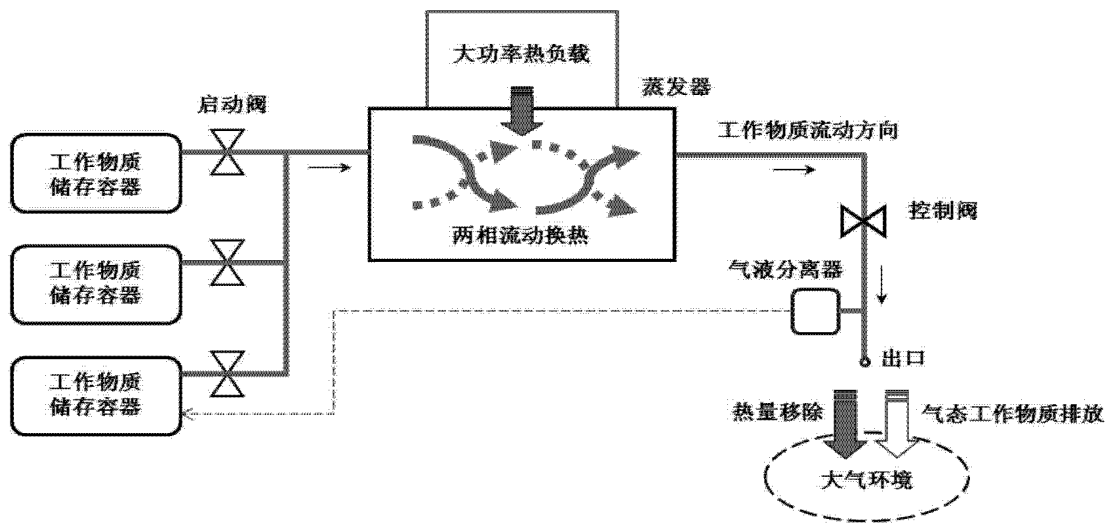 大功率热负载
蒸发器
启动阀
工作物质流动方向
工作物质
储存容器
两相流动换热
控制阀
工作物质
储存容器
气液分离器
出口
工作物质
储存容器
热量移除
气态工作物质排放
大气环境